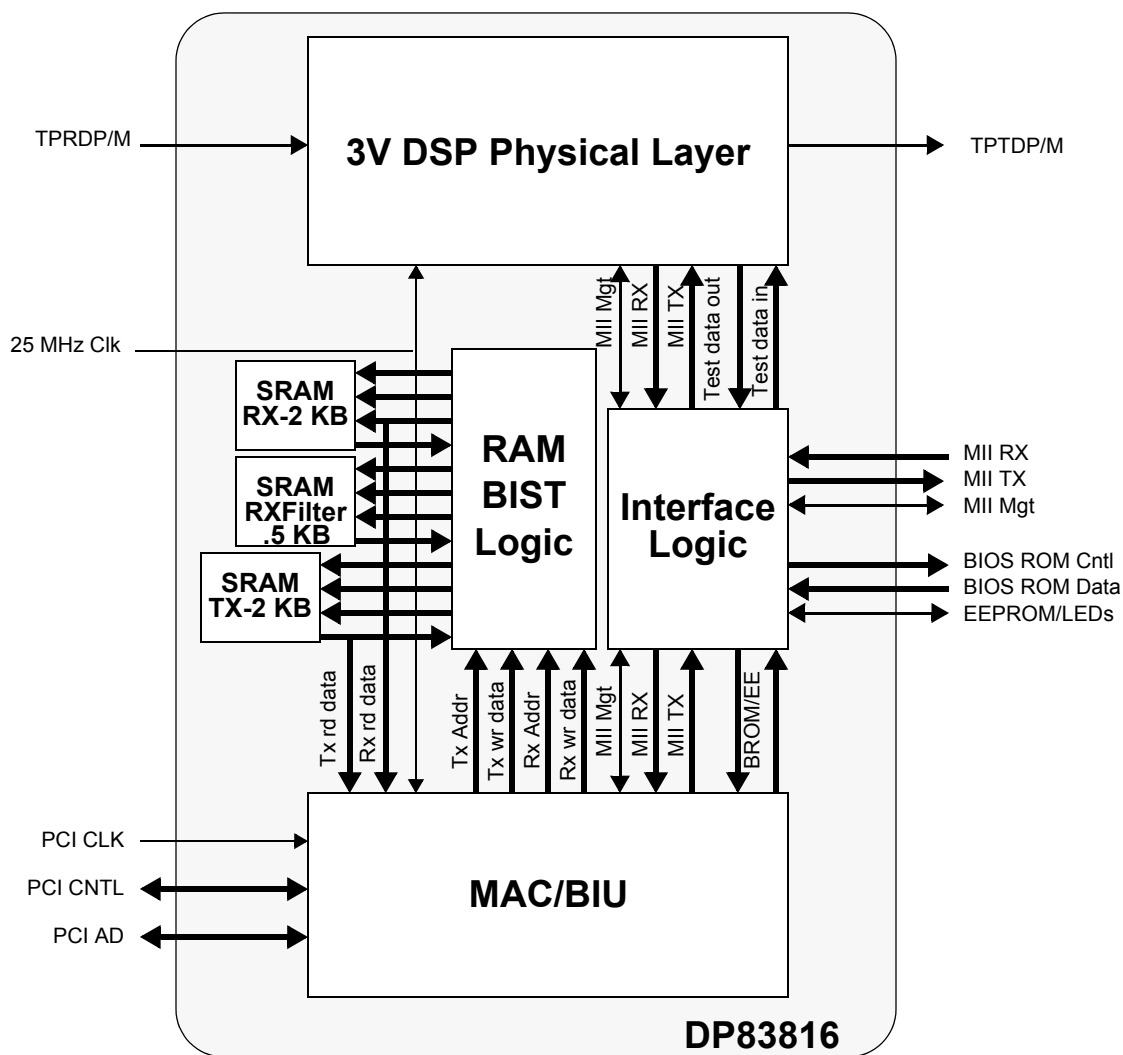 3V DSP Physical Layer
TPRDP/M
TPTDP/M
MII Mgt
MII RX
MII TX
Test data out
Test data in
25 MHz Clk
SRAM
RX-2 KB
SRAM
RXFilter
.5 KB
SRAM
TX-2 KB
RAM
BIST
Logic
Interface
Logic
MII RX
MII TX
MII Mgt
BIOS ROM Cntl
BIOS ROM Data
EEPROM/LEDs
Tx rd data
Rx rd data
Tx Addr
Tx wr data
Rx Addr
Rx wr data
MII Mgt
MII RX
MII TX
BROM/EE
PCI CLK
PCI CNTL
PCI AD
MAC/BIU
DP83816